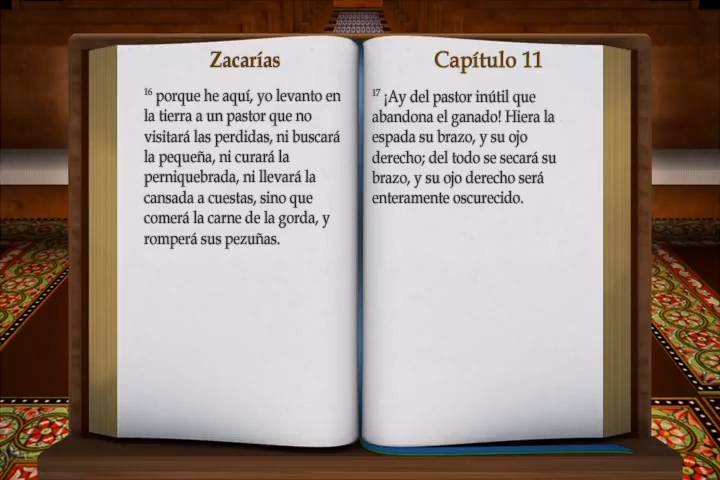 Zacarías
16 porque he aquí, yo levanto en
la tierra a un pastor que no
visitará las perdidas, ni buscará
la pequeña, ni curará la
perniquebrada, ni llevará la
cansada a cuestas, sino que
comerá la carne de la gorda, y
romperá sus pezuñas.
Capítulo 11
17 ¡Ay del pastor inútil que
abandona el ganado! Hiera la
espada su brazo, y su ojo
derecho; del todo se secará su
brazo, y su ojo derecho será
enteramente oscurecido.